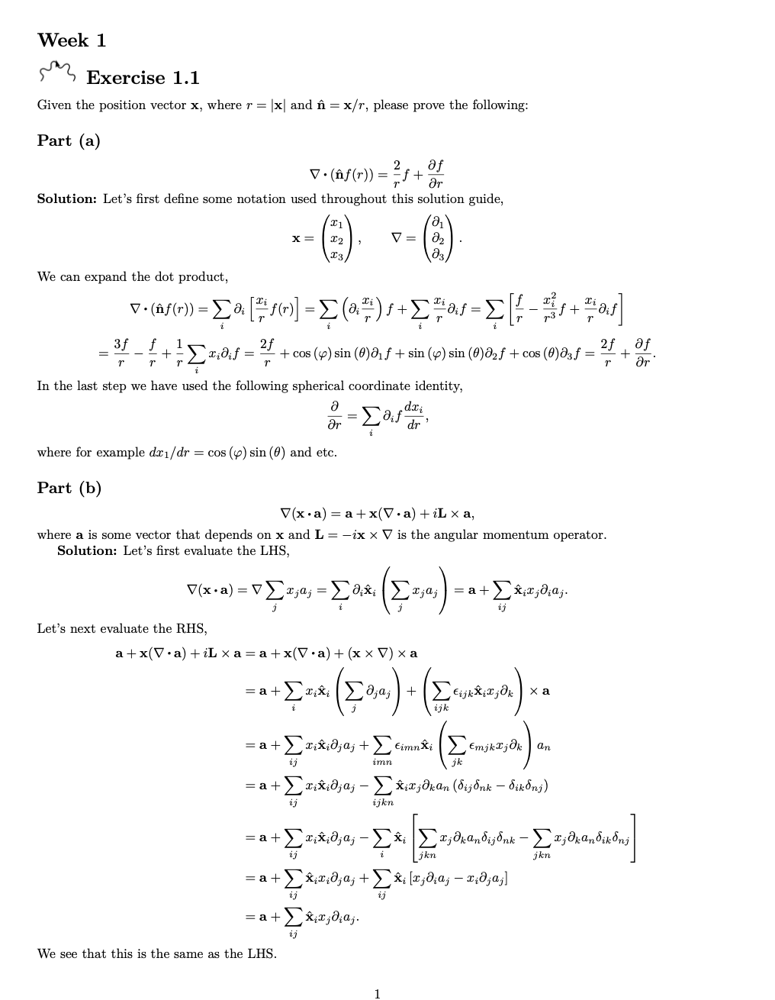 Week 1
Exercise 1.1
Given the position vector **x**, where $r = |\mathbf{x}|$ and $\hat{\mathbf{n}} = \mathbf{x}/r$, please prove the following:
Part (a)
$$\nabla \cdot (\hat{\mathbf{n}} f(r)) = \frac{2}{r} f + \frac{\partial f}{\partial r}$$
**Solution:** Let's first define some notation used throughout this solution guide,
$$\mathbf{x} = \begin{pmatrix} x_1 \\ x_2 \\ x_3 \end{pmatrix}, \qquad \nabla = \begin{pmatrix} \partial_1 \\ \partial_2 \\ \partial_3 \end{pmatrix}.$$
We can expand the dot product,
$$\nabla \cdot (\hat{\mathbf{n}} f(r)) = \sum_i \partial_i \left[ \frac{x_i}{r} f(r) \right] = \sum_i \left( \partial_i \frac{x_i}{r} \right) f + \sum_i \frac{x_i}{r} \partial_i f = \sum_i \left[ \frac{f}{r} - \frac{x_i^2}{r^3} f + \frac{x_i}{r} \partial_i f \right]$$
$$= \frac{3f}{r} - \frac{f}{r} + \frac{1}{r} \sum_i x_i \partial_i f = \frac{2f}{r} + \cos(\varphi) \sin(\theta) \partial_1 f + \sin(\varphi) \sin(\theta) \partial_2 f + \cos(\theta) \partial_3 f = \frac{2f}{r} + \frac{\partial f}{\partial r}.$$
In the last step we have used the following spherical coordinate identity,
$$\frac{\partial}{\partial r} = \sum_i \partial_i f \frac{dx_i}{dr},$$
where for example $dx_1/dr = \cos(\varphi) \sin(\theta)$ and etc.
Part (b)
$$\nabla(\mathbf{x} \cdot \mathbf{a}) = \mathbf{a} + \mathbf{x}(\nabla \cdot \mathbf{a}) + i\mathbf{L} \times \mathbf{a},$$
where **a** is some vector that depends on **x** and $\mathbf{L} = -i\mathbf{x} \times \nabla$ is the angular momentum operator.
**Solution:** Let's first evaluate the LHS,
$$\nabla(\mathbf{x} \cdot \mathbf{a}) = \nabla \sum_j x_j a_j = \sum_i \partial_i \hat{\mathbf{x}}_i \left( \sum_j x_j a_j \right) = \mathbf{a} + \sum_{ij} \hat{\mathbf{x}}_i x_j \partial_i a_j.$$
Let's next evaluate the RHS,
$$\mathbf{a} + \mathbf{x}(\nabla \cdot \mathbf{a}) + i\mathbf{L} \times \mathbf{a} = \mathbf{a} + \mathbf{x}(\nabla \cdot \mathbf{a}) + (\mathbf{x} \times \nabla) \times \mathbf{a}$$
$$= \mathbf{a} + \sum_i x_i \hat{\mathbf{x}}_i \left( \sum_j \partial_j a_j \right) + \left( \sum_{ijk} \epsilon_{ijk} \hat{\mathbf{x}}_i x_j \partial_k \right) \times \mathbf{a}$$
$$= \mathbf{a} + \sum_{ij} x_i \hat{\mathbf{x}}_i \partial_j a_j + \sum_{imn} \epsilon_{imn} \hat{\mathbf{x}}_i \left( \sum_{jk} \epsilon_{mjk} x_j \partial_k \right) a_n$$
$$= \mathbf{a} + \sum_{ij} x_i \hat{\mathbf{x}}_i \partial_j a_j - \sum_{ijkn} \hat{\mathbf{x}}_i x_j \partial_k a_n (\delta_{ij} \delta_{nk} - \delta_{ik} \delta_{nj})$$
$$= \mathbf{a} + \sum_{ij} x_i \hat{\mathbf{x}}_i \partial_j a_j - \sum_i \hat{\mathbf{x}}_i \left[ \sum_{jkn} x_j \partial_k a_n \delta_{ij} \delta_{nk} - \sum_{jkn} x_j \partial_k a_n \delta_{ik} \delta_{nj} \right]$$
$$= \mathbf{a} + \sum_{ij} \hat{\mathbf{x}}_i x_i \partial_j a_j + \sum_{ij} \hat{\mathbf{x}}_i [x_j \partial_i a_j - x_i \partial_j a_j]$$
$$= \mathbf{a} + \sum_{ij} \hat{\mathbf{x}}_i x_j \partial_i a_j.$$
We see that this is the same as the LHS.
1